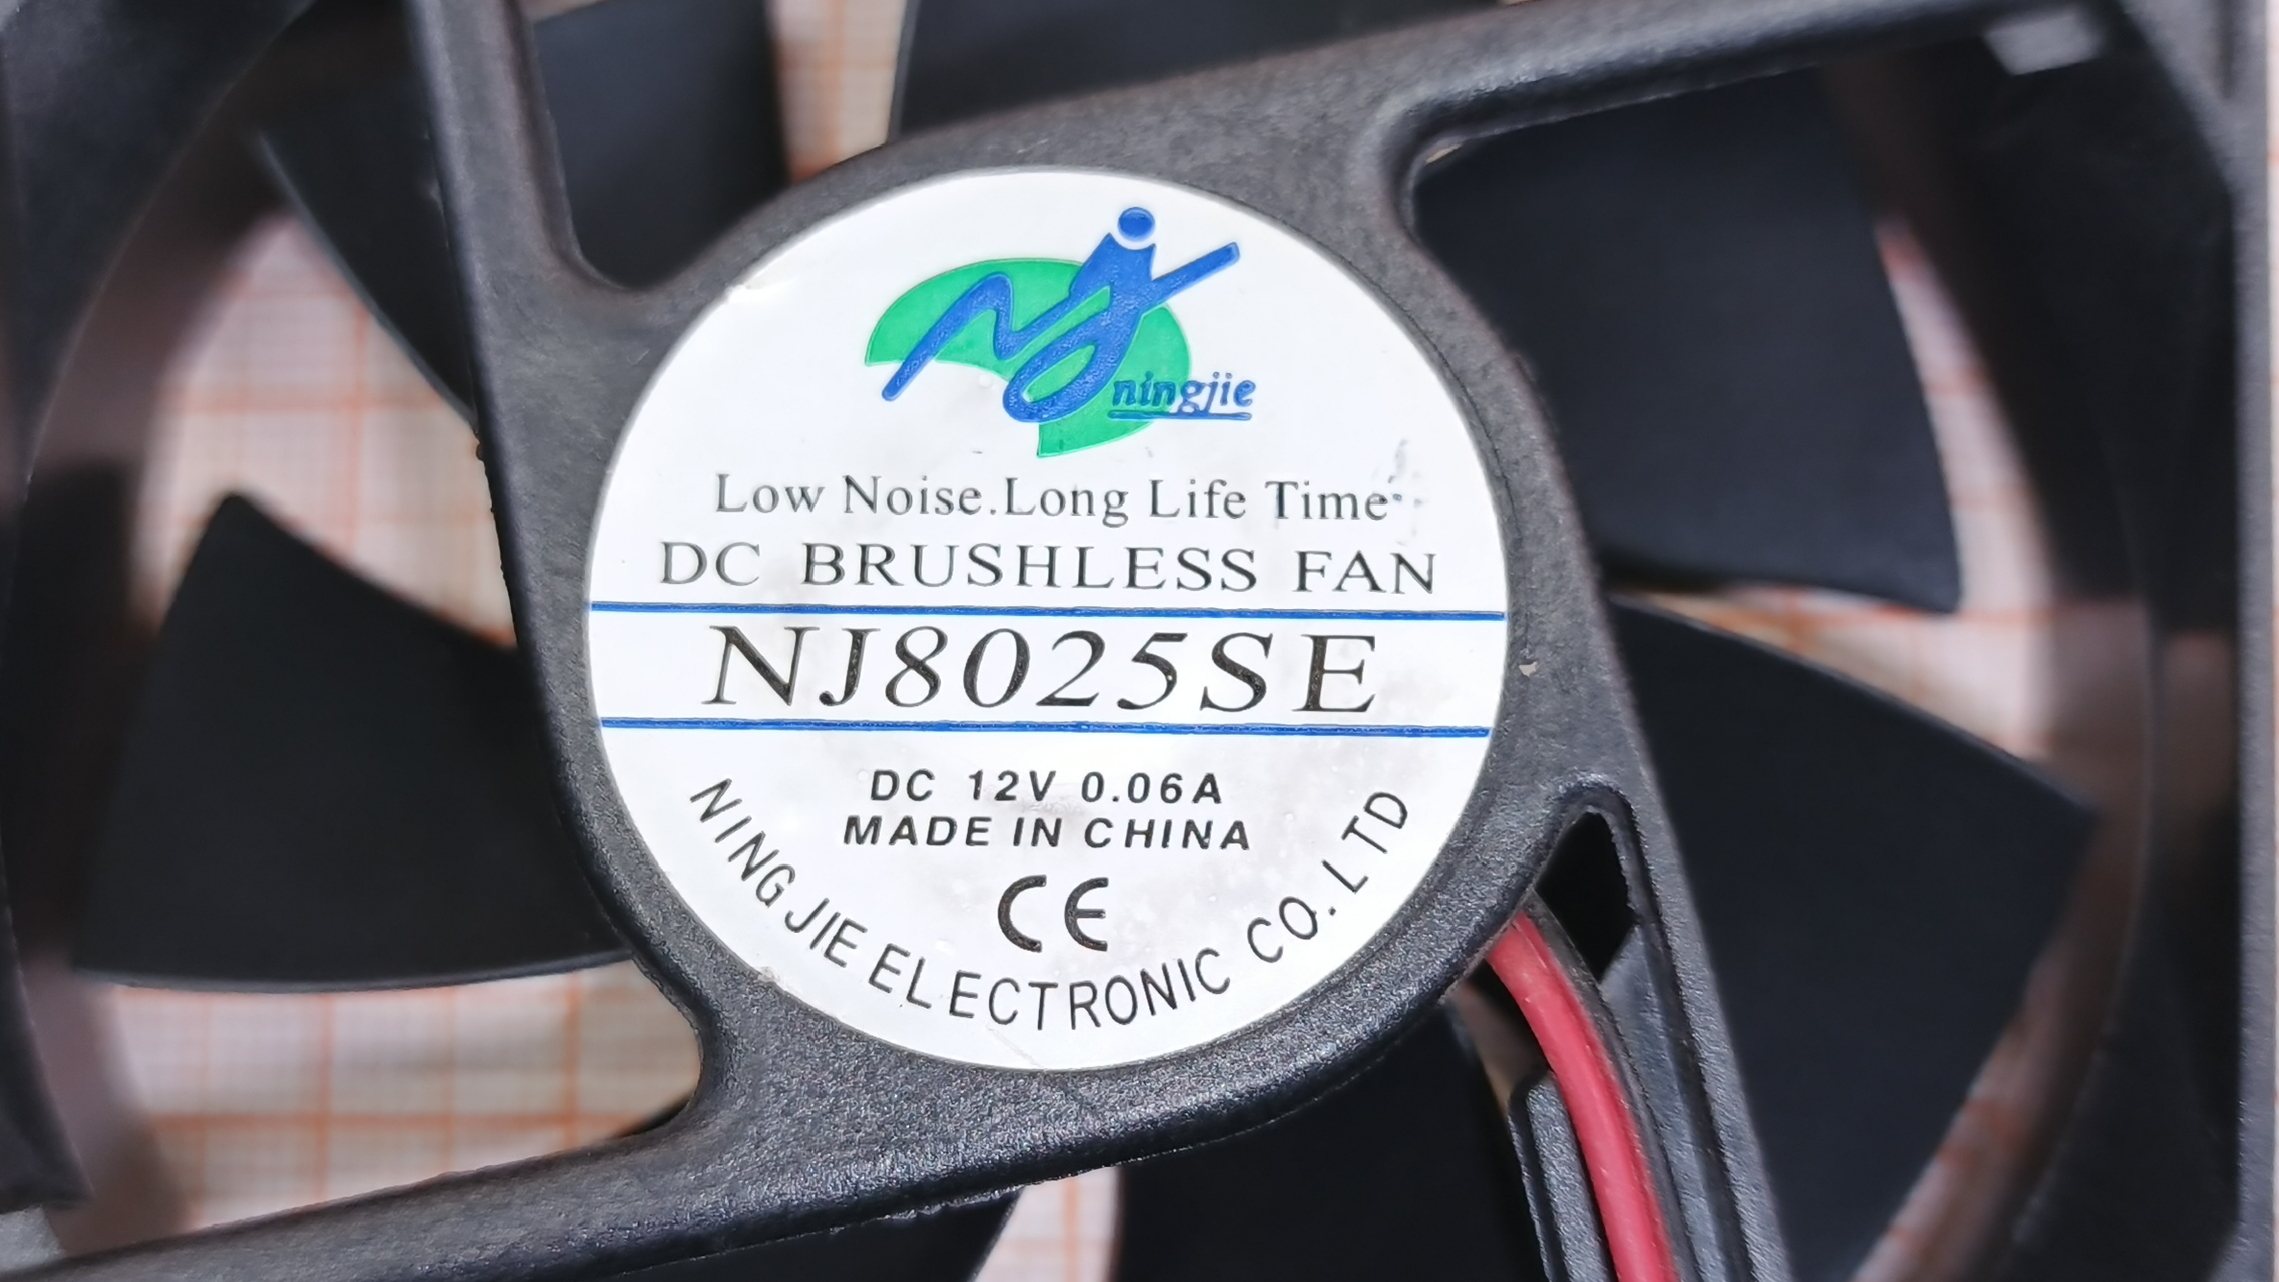 ningjie
Low Noise.Long Life Time
DC BRUSHLESS FAN
NJ8025SE
DC 12V 0.06A
MADE IN CHINA
CE
NING JIE ELECTRONIC CO.LTD